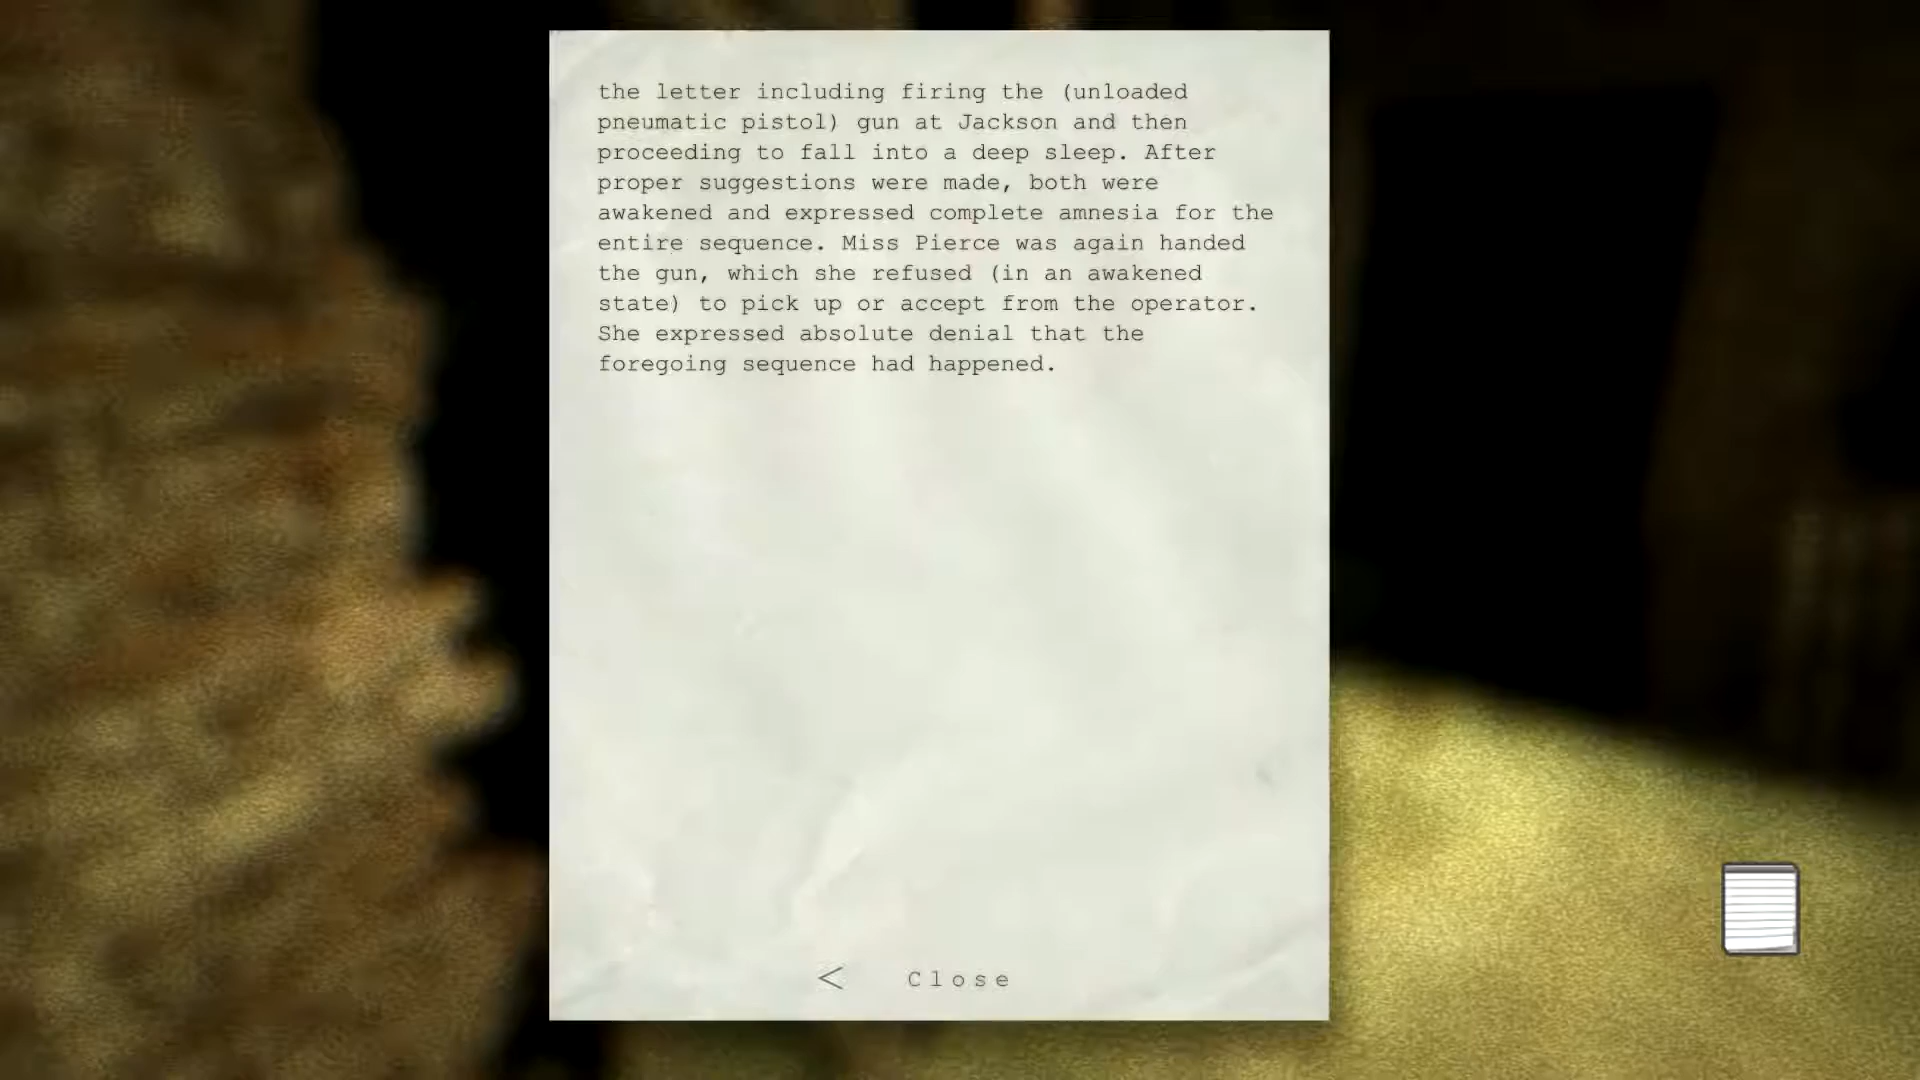 the letter including firing the (unloaded
pneumatic pistol) gun at Jackson and then
proceeding to fall into a deep sleep. After
proper suggestions were made, both were
awakened and expressed complete amnesia for the
entire sequence. Miss Pierce was again handed
the gun, which she refused (in an awakened
state) to pick up or accept from the operator.
She expressed absolute denial that the
foregoing sequence had happened.
< Close